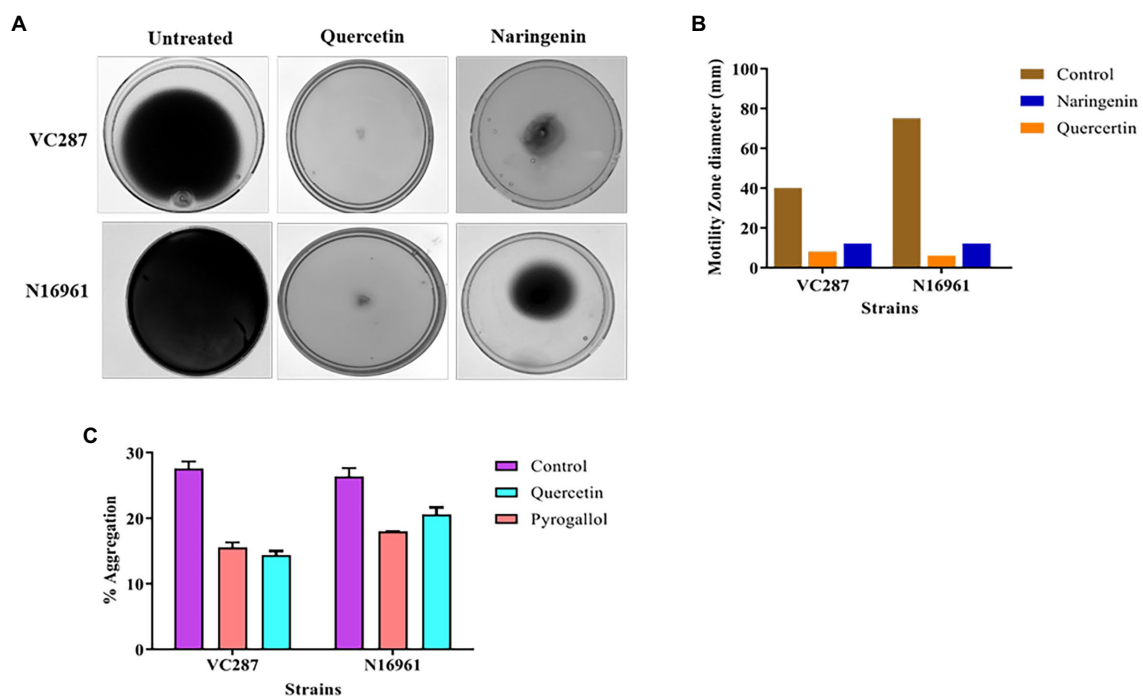 A
Untreated
Quercetin
Naringenin
VC287
N16961
B
Motility Zone diameter (mm)
100
80
60
40
20
0
VC287
N16961
Strains
Control
Naringenin
Quercertin
C
% Aggregation
30
20
10
0
VC287
N16961
Strains
Control
Quercetin
Pyrogallol